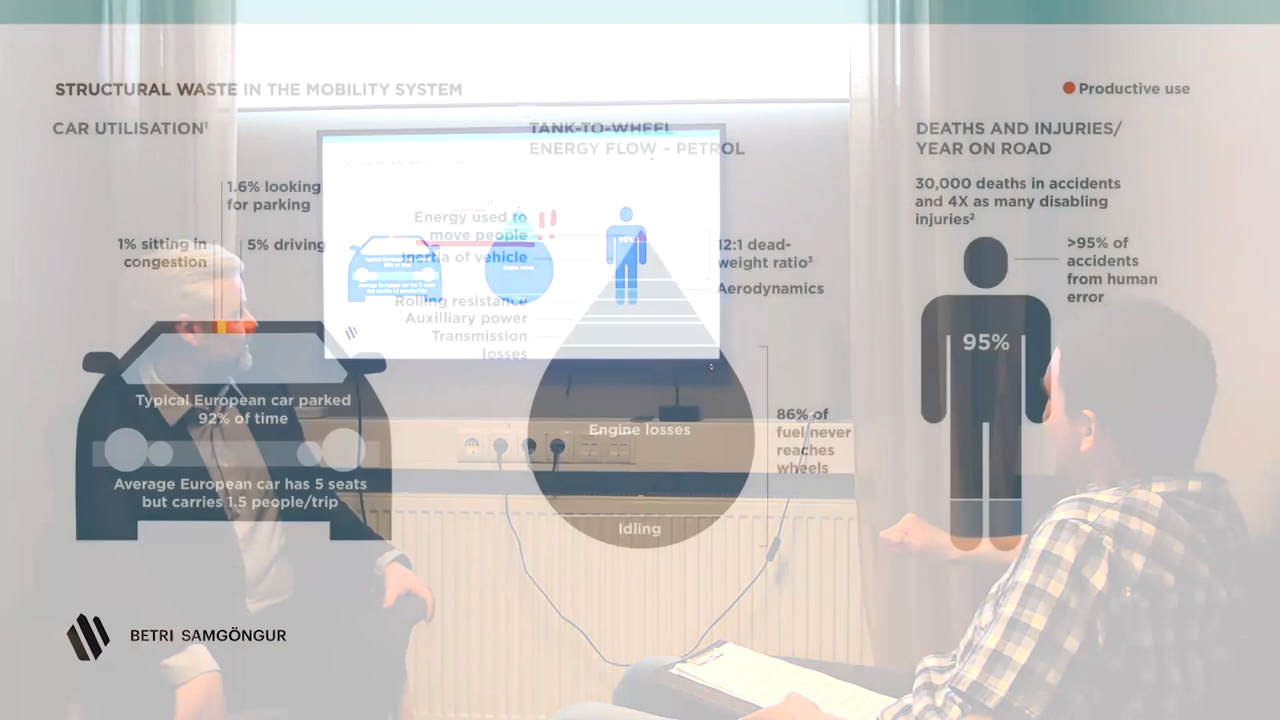 STRUCTURAL WASTE IN THE MOBILITY SYSTEM
Productive use
CAR UTILISATION¹
1.6% looking
for parking
1% sitting in
congestion
5% driving
Typical European car parked
92% of time
Average European car has 5 seats
but carries 1.5 people/trip
TANK-TO-WHEEL
ENERGY FLOW – PETROL
Energy used to
move people
Inertia of vehicle
Rolling resistance
Auxilliary power
Transmission
losses
12:1 dead-
weight ratio³
Aerodynamics
Engine losses
86% of
fuel never
reaches
wheels
Idling
DEATHS AND INJURIES/
YEAR ON ROAD
30,000 deaths in accidents
and 4X as many disabling
injuries²
>95% of
accidents
from human
error
95%
BETRI SAMGÖNGUR